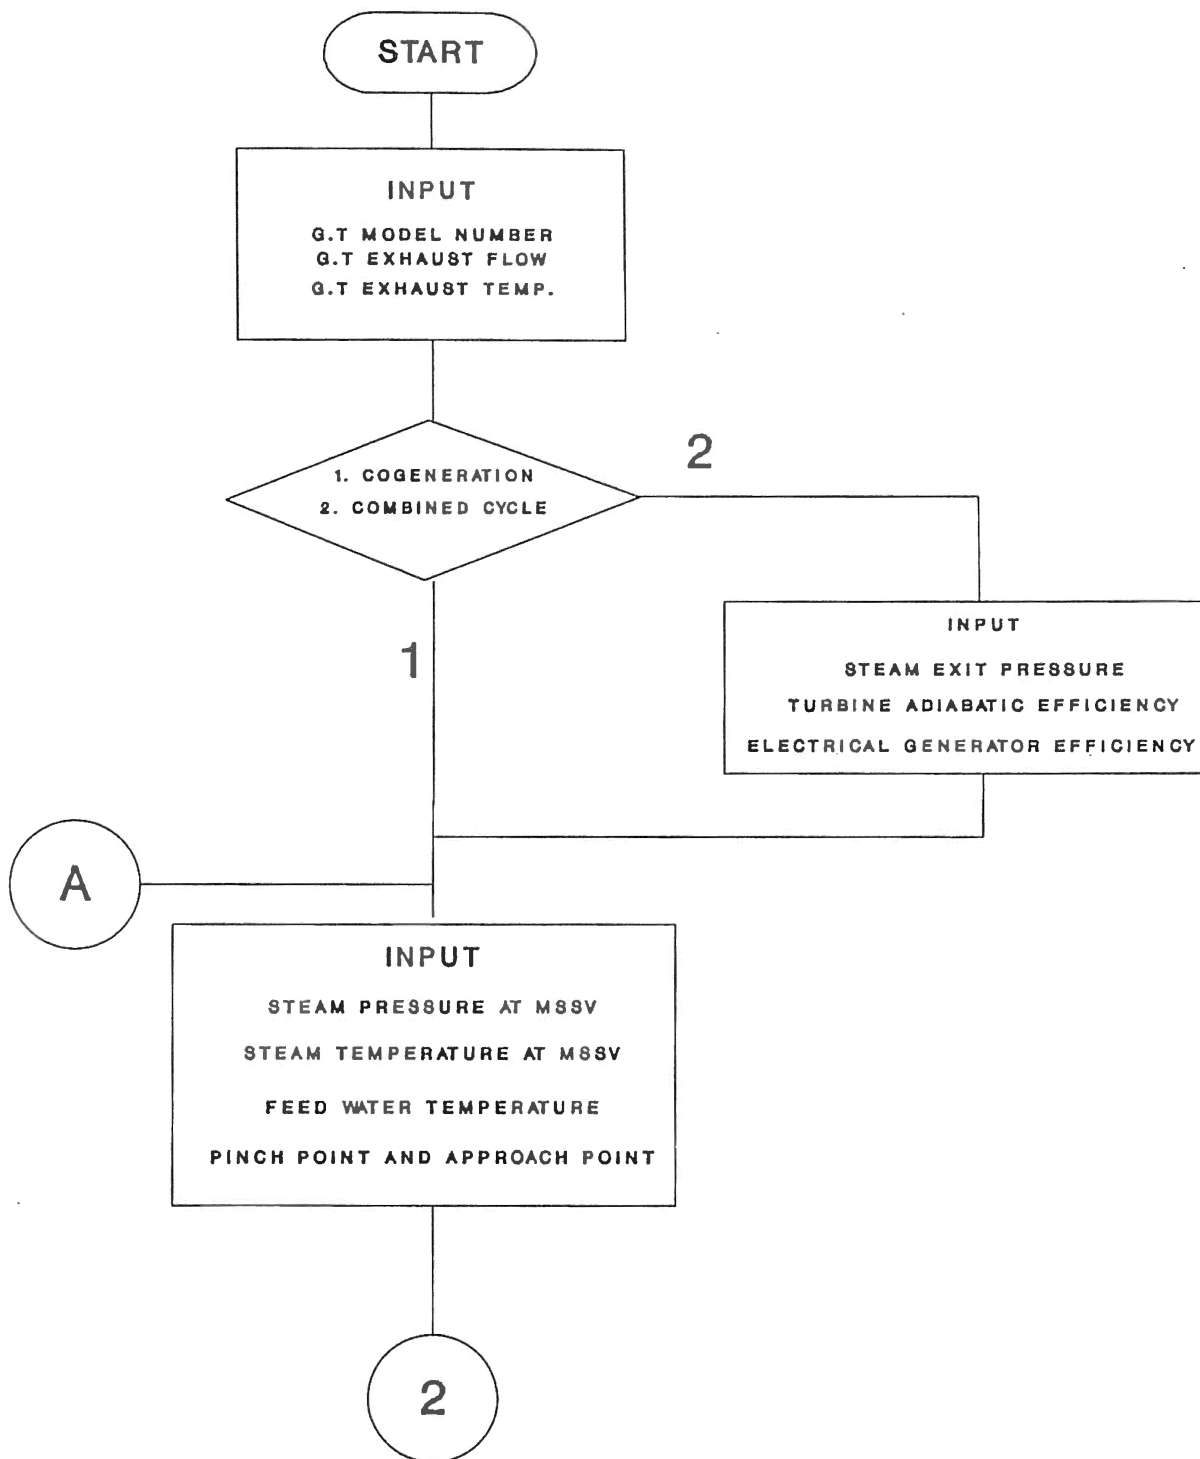 START
INPUT
G.T MODEL NUMBER
G.T EXHAUST FLOW
G.T EXHAUST TEMP.
1. COGENERATION
2. COMBINED CYCLE
2
1
INPUT
STEAM EXIT PRESSURE
TURBINE ADIABATIC EFFICIENCY
ELECTRICAL GENERATOR EFFICIENCY
A
INPUT
STEAM PRESSURE AT MSSV
STEAM TEMPERATURE AT MSSV
FEED WATER TEMPERATURE
PINCH POINT AND APPROACH POINT
2